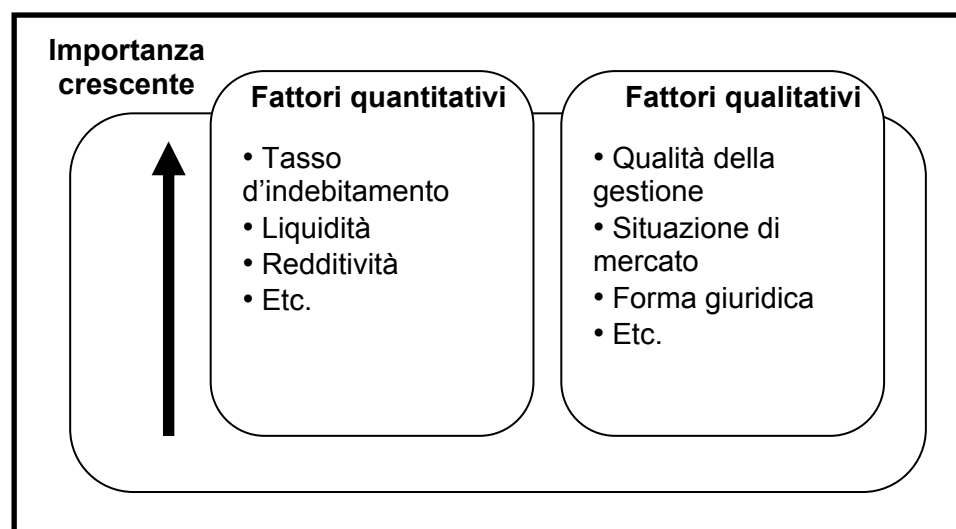 Importanza
crescente
Fattori quantitativi
• Tasso
d’indebitamento
• Liquidità
• Redditività
• Etc.
Fattori qualitativi
• Qualità della
gestione
• Situazione di
mercato
• Forma giuridica
• Etc.